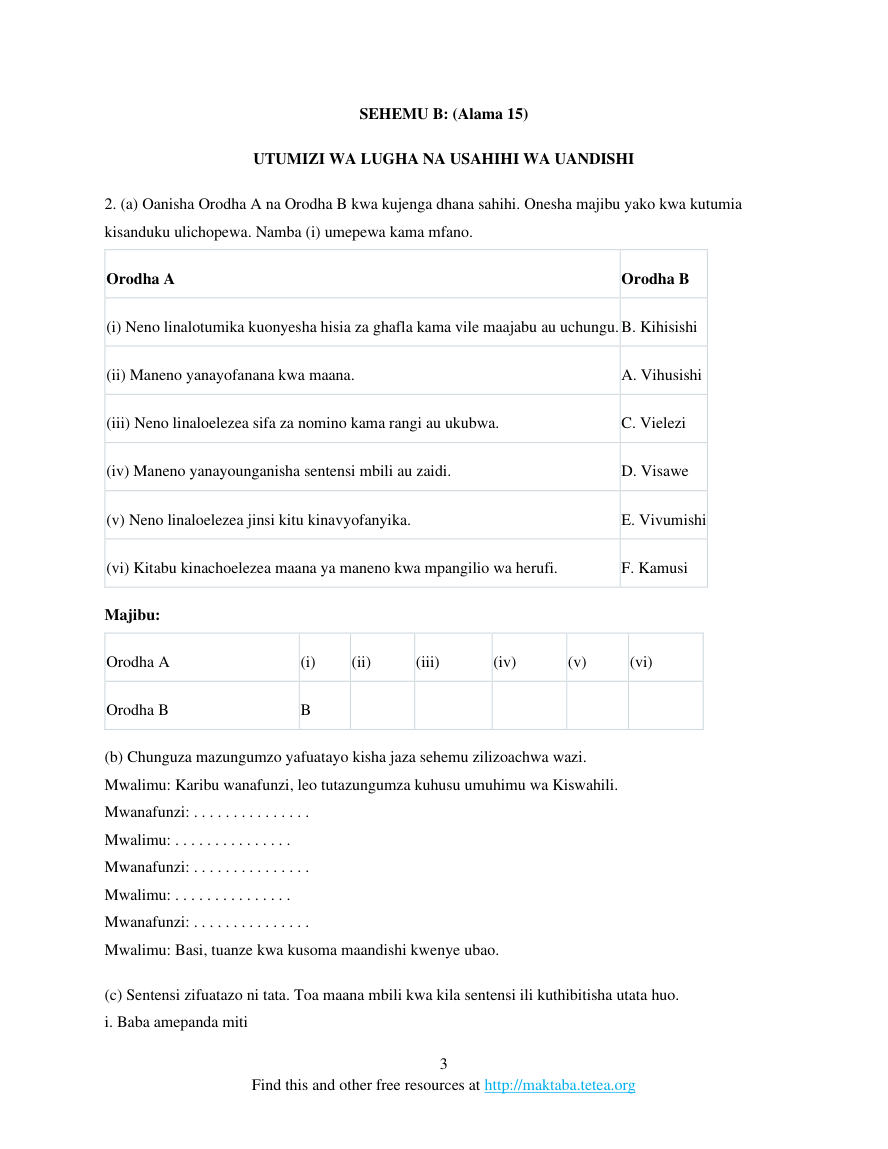 SEHEMU B: (Alama 15)
UTUMIZI WA LUGHA NA USAHIHI WA UANDISHI
2. (a) Oanisha Orodha A na Orodha B kwa kujenga dhana sahihi. Onesha majibu yako kwa kutumia
kisanduku ulichopewa. Namba (i) umepewa kama mfano.
Orodha A Orodha B
(i) Neno linalotumika kuonyesha hisia za ghafla kama vile maajabu au uchungu. B. Kihisishi
(ii) Maneno yanayofanana kwa maana. A. Vihusishi
(iii) Neno linaloelezea sifa za nomino kama rangi au ukubwa. C. Vielezi
(iv) Maneno yanayounganisha sentensi mbili au zaidi. D. Visawe
(v) Neno linaloelezea jinsi kitu kinavyofanyika. E. Vivumishi
(vi) Kitabu kinachoelezea maana ya maneno kwa mpangilio wa herufi. F. Kamusi
Majibu:
Orodha A (i) (ii) (iii) (iv) (v) (vi)
Orodha B B
(b) Chunguza mazungumzo yafuatayo kisha jaza sehemu zilizoachwa wazi.
Mwalimu: Karibu wanafunzi, leo tutazungumza kuhusu umuhimu wa Kiswahili.
Mwanafunzi: . . . . . . . . . . . . . . .
Mwalimu: . . . . . . . . . . . . . . .
Mwanafunzi: . . . . . . . . . . . . . . .
Mwalimu: . . . . . . . . . . . . . . .
Mwanafunzi: . . . . . . . . . . . . . . .
Mwalimu: Basi, tuanze kwa kusoma maandishi kwenye ubao.
(c) Sentensi zifuatazo ni tata. Toa maana mbili kwa kila sentensi ili kuthibitisha utata huo.
i. Baba amepanda miti
3
Find this and other free resources at http://maktaba.tetea.org